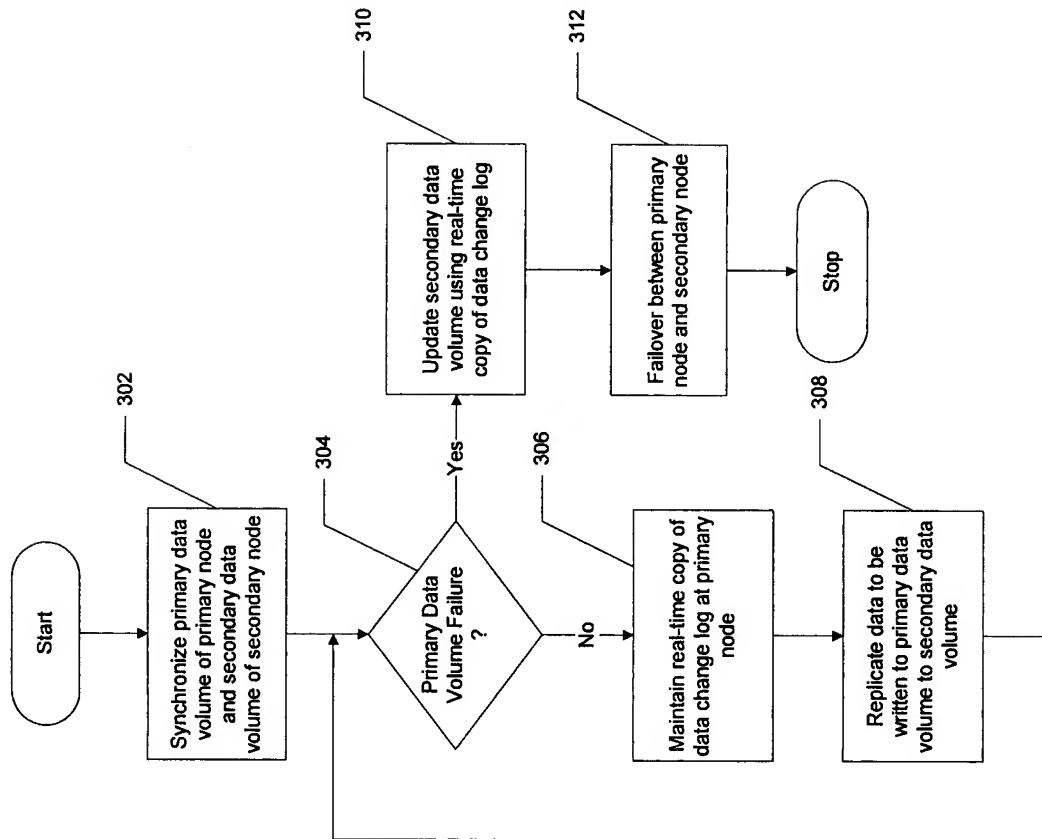 Start
302
Synchronize primary data
volume of primary node
and secondary data
volume of secondary node
304
Primary Data
Volume Failure
?
Yes
No
310
Update secondary data
volume using real-time
copy of data change log
312
Failover between primary
node and secondary node
Stop
306
Maintain real-time copy of
data change log at primary
node
308
Replicate data to be
written to primary data
volume to secondary data
volume